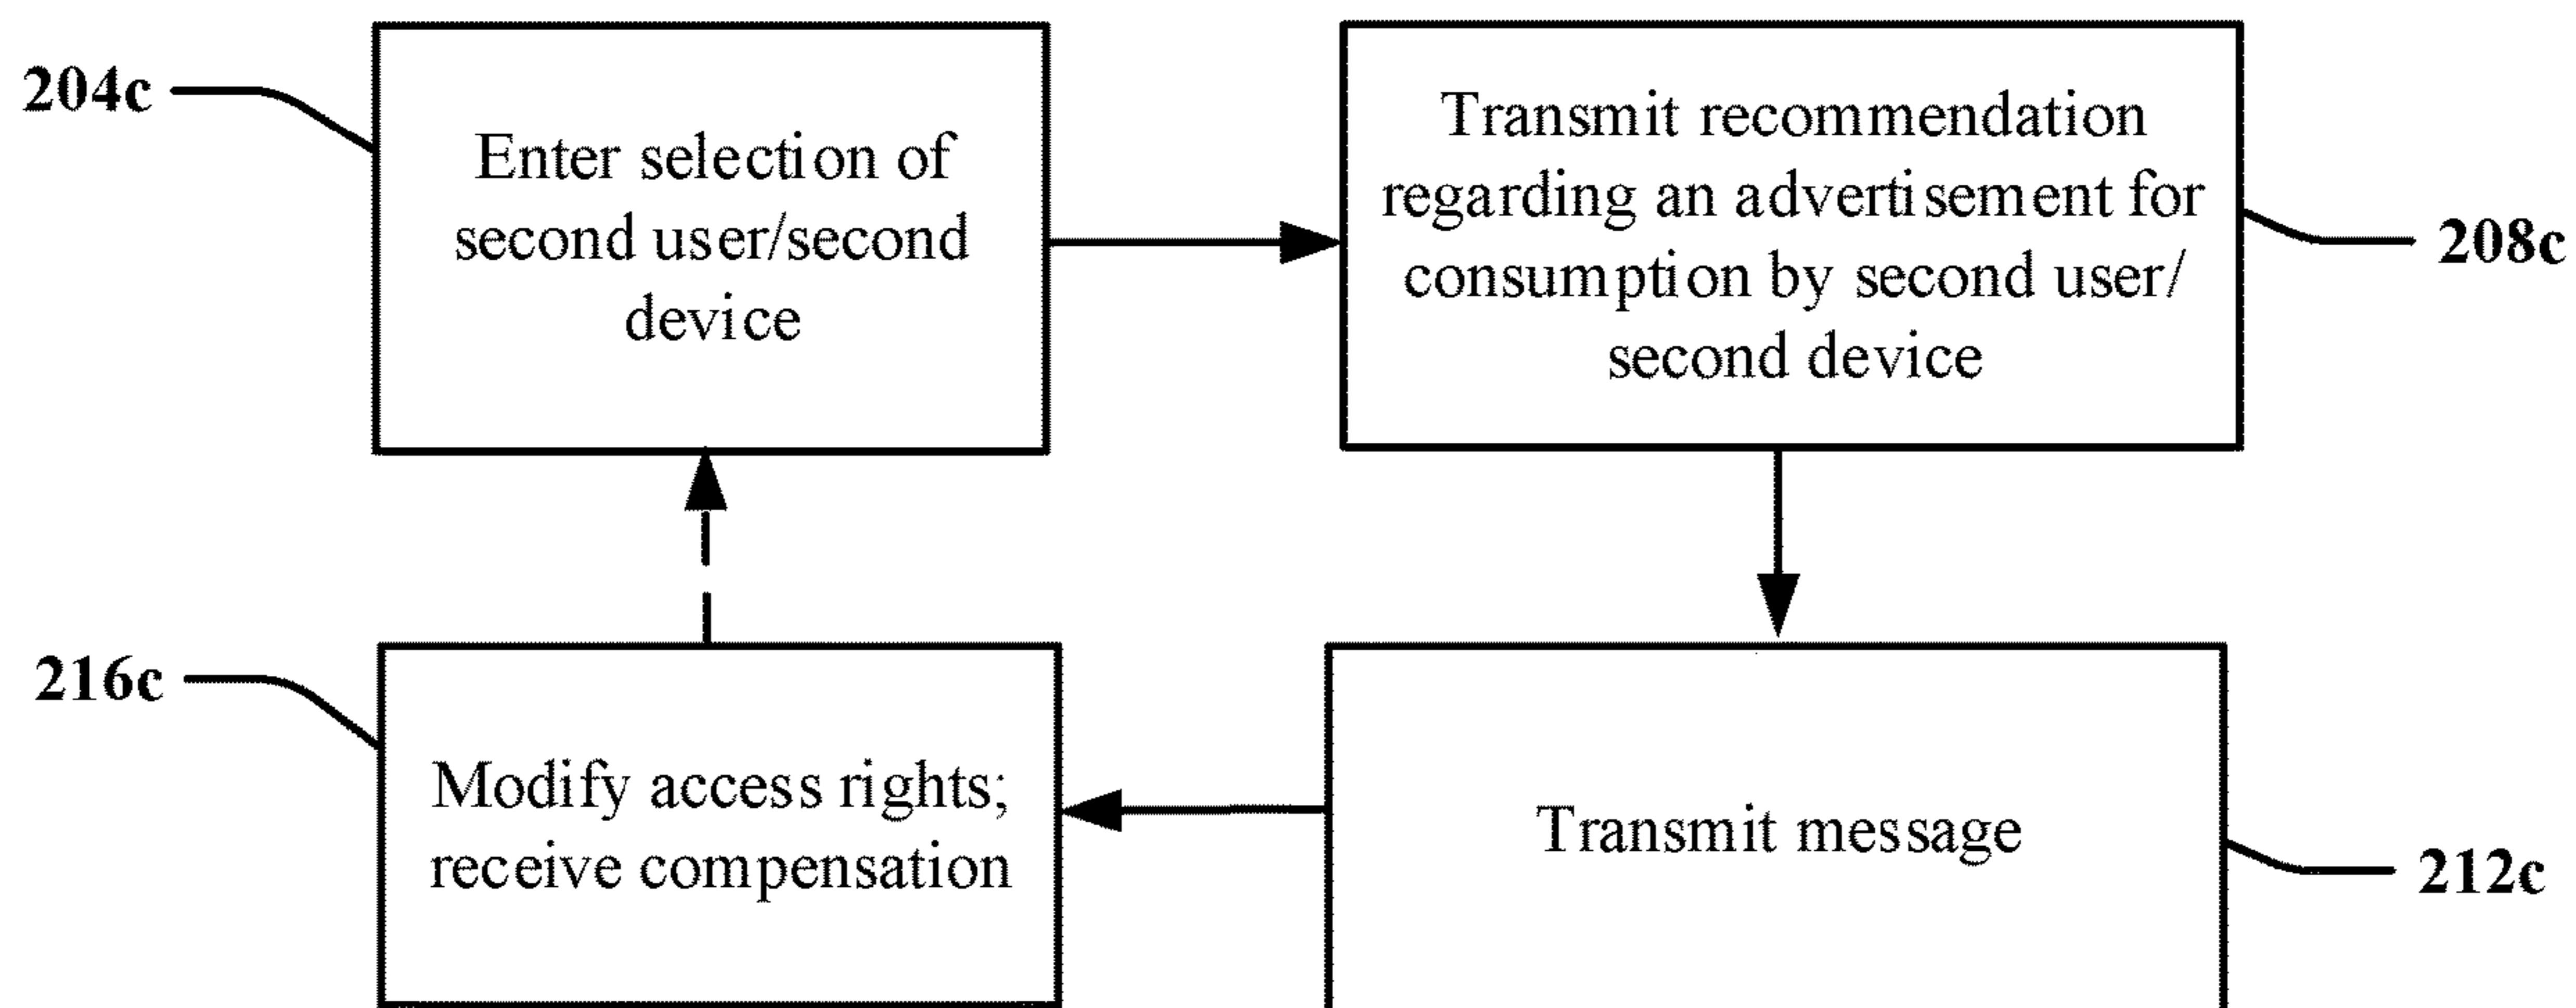 204c
Enter selection of
second user/second
device
Transmit recommendation
regarding an advertisement for
consumption by second user/
second device
208c
216c
Modify access rights;
receive compensation
Transmit message
212c